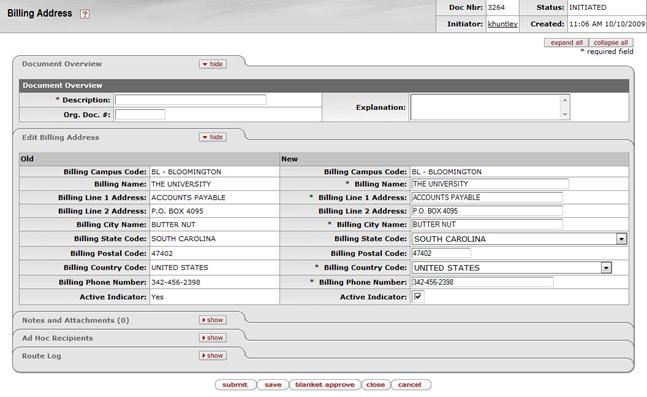 Billing Address ?
Doc Nbr: 3264 Status: INITIATED
Initiator: khuntley Created: 11:06 AM 10/10/2009
expand all collapse all
* required field
Document Overview hide
Document Overview
* Description: Explanation:
Org. Doc. #:
Edit Billing Address hide
Old New
Billing Campus Code: BL - BLOOMINGTON Billing Campus Code: BL - BLOOMINGTON
Billing Name: THE UNIVERSITY * Billing Name: THE UNIVERSITY
Billing Line 1 Address: ACCOUNTS PAYABLE * Billing Line 1 Address: ACCOUNTS PAYABLE
Billing Line 2 Address: P.O. BOX 4095 Billing Line 2 Address: P.O. BOX 4095
Billing City Name: BUTTER NUT * Billing City Name: BUTTER NUT
Billing State Code: SOUTH CAROLINA Billing State Code: SOUTH CAROLINA
Billing Postal Code: 47402 Billing Postal Code: 47402
Billing Country Code: UNITED STATES * Billing Country Code: UNITED STATES
Billing Phone Number: 342-456-2398 * Billing Phone Number: 342-456-2398
Active Indicator: Yes Active Indicator:
Notes and Attachments (0) show
Ad Hoc Recipients show
Route Log show
submit save blanket approve close cancel